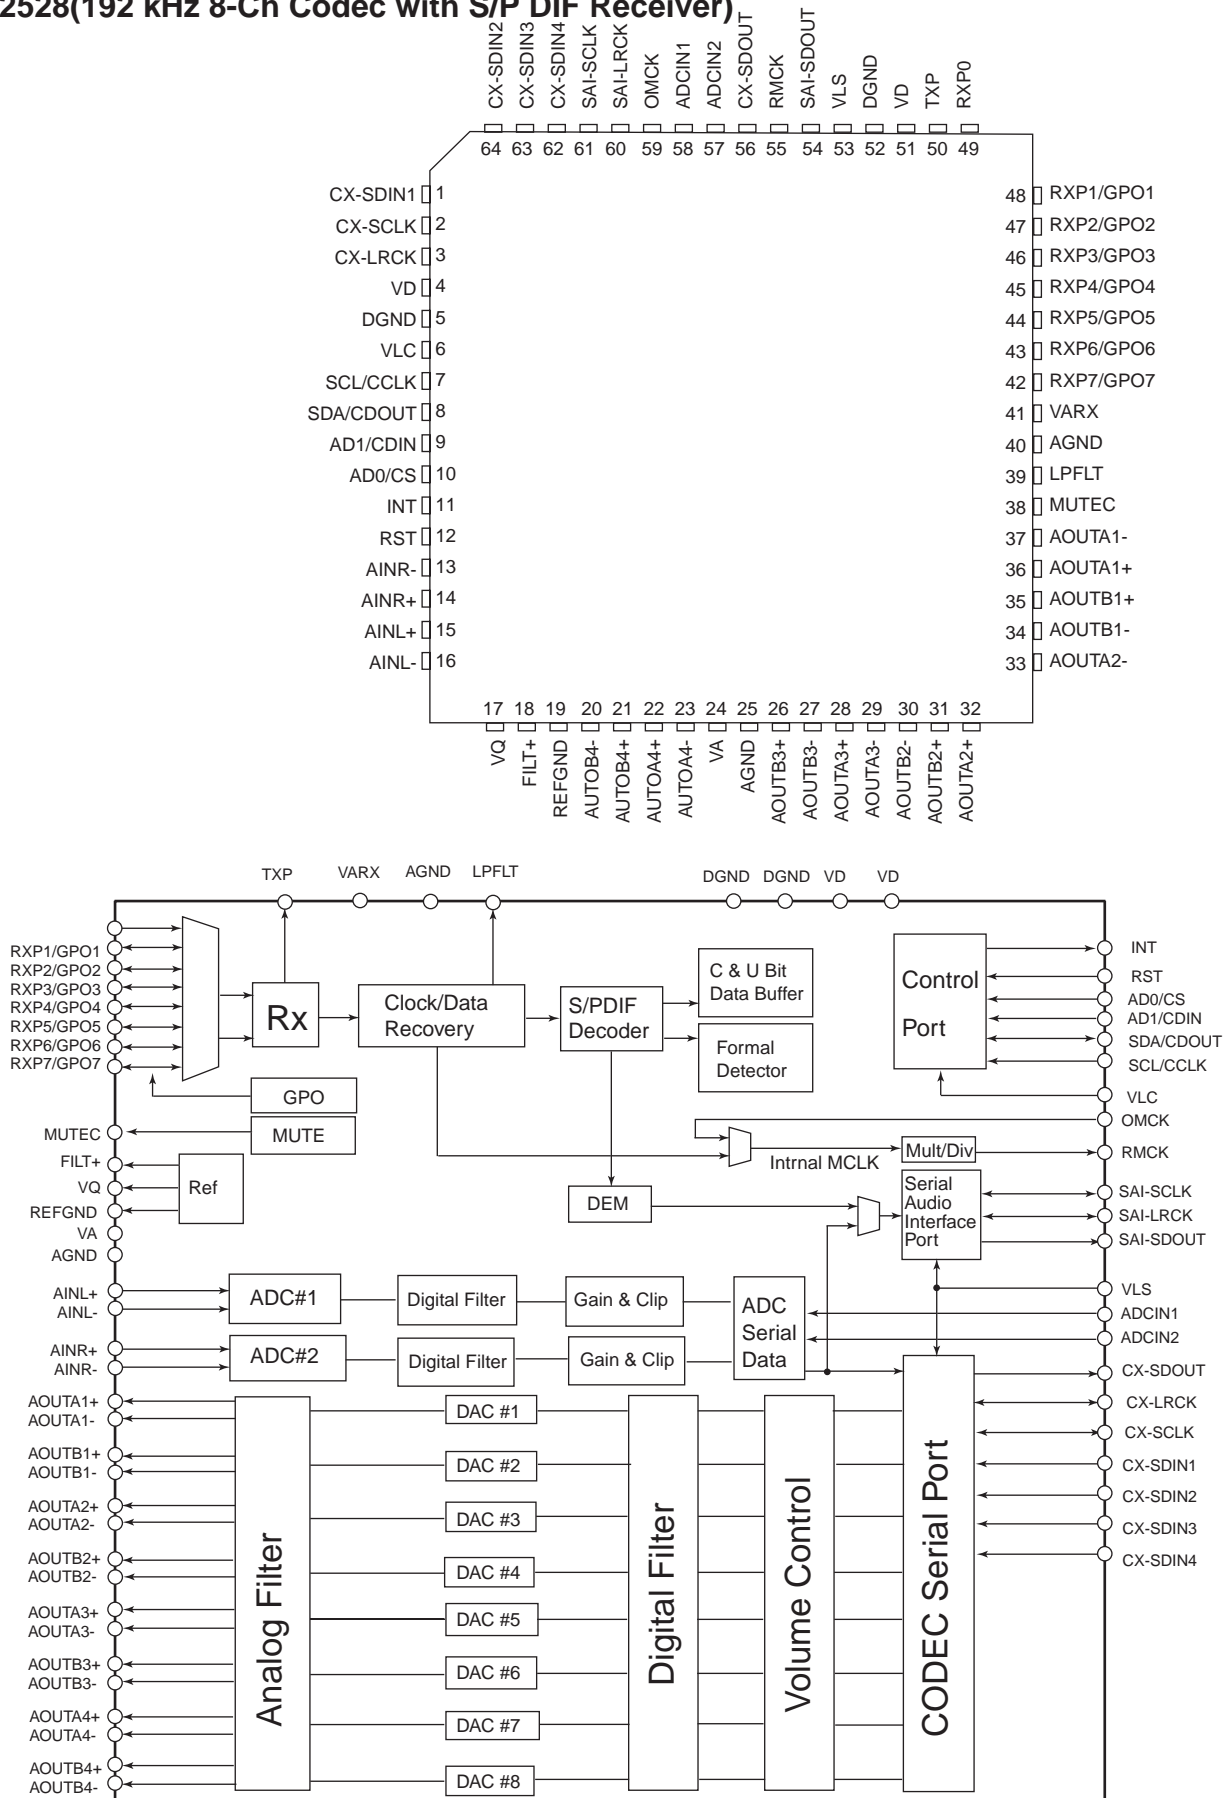 2528(192 kHz 8-Ch Codec with S/P DIF Receiver)
CX-SDIN2
CX-SDIN3
CX-SDIN4
SAI-SCLK
SAI-LRCK
OMCK
ADCIN1
ADCIN2
CX-SDOUT
RMCK
SAI-SDOUT
VLS
DGND
VD
TXP
RXP0
64 63 62 61 60 59 58 57 56 55 54 53 52 51 50 49
CX-SDIN1 1
CX-SCLK 2
CX-LRCK 3
VD 4
DGND 5
VLC 6
SCL/CCLK 7
SDA/CDOUT 8
AD1/CDIN 9
AD0/CS 10
INT 11
RST 12
AINR- 13
AINR+ 14
AINL+ 15
AINL- 16
48 RXP1/GPO1
47 RXP2/GPO2
46 RXP3/GPO3
45 RXP4/GPO4
44 RXP5/GPO5
43 RXP6/GPO6
42 RXP7/GPO7
41 VARX
40 AGND
39 LPFLT
38 MUTEC
37 AOUTA1-
36 AOUTA1+
35 AOUTB1+
34 AOUTB1-
33 AOUTA2-
17 18 19 20 21 22 23 24 25 26 27 28 29 30 31 32
VQ
FILT+
REFGND
AUTOB4-
AUTOB4+
AUTOA4+
AUTOA4-
VA
AGND
AOUTB3+
AOUTB3-
AOUTA3+
AOUTA3-
AOUTB2-
AOUTB2+
AOUTA2+
TXP VARX AGND LPFLT DGND DGND VD VD
RXP1/GPO1
RXP2/GPO2
RXP3/GPO3
RXP4/GPO4
RXP5/GPO5
RXP6/GPO6
RXP7/GPO7
MUTEC
FILT+
VQ
REFGND
VA
AGND
AINL+
AINL-
AINR+
AINR-
AOUTA1+
AOUTA1-
AOUTB1+
AOUTB1-
AOUTA2+
AOUTA2-
AOUTB2+
AOUTB2-
AOUTA3+
AOUTA3-
AOUTB3+
AOUTB3-
AOUTA4+
AOUTA4-
AOUTB4+
AOUTB4-
Rx
Clock/Data
Recovery
S/PDIF
Decoder
C & U Bit
Data Buffer
Formal
Detector
Control
Port
GPO
MUTE
Ref
Intrnal MCLK
Mult/Div
DEM
Serial
Audio
Interface
Port
ADC#1
Digital Filter
Gain & Clip
ADC
Serial
Data
ADC#2
Digital Filter
Gain & Clip
Analog Filter
DAC #1
DAC #2
DAC #3
DAC #4
DAC #5
DAC #6
DAC #7
DAC #8
Digital Filter
Volume Control
CODEC Serial Port
INT
RST
AD0/CS
AD1/CDIN
SDA/CDOUT
SCL/CCLK
VLC
OMCK
RMCK
SAI-SCLK
SAI-LRCK
SAI-SDOUT
VLS
ADCIN1
ADCIN2
CX-SDOUT
CX-LRCK
CX-SCLK
CX-SDIN1
CX-SDIN2
CX-SDIN3
CX-SDIN4